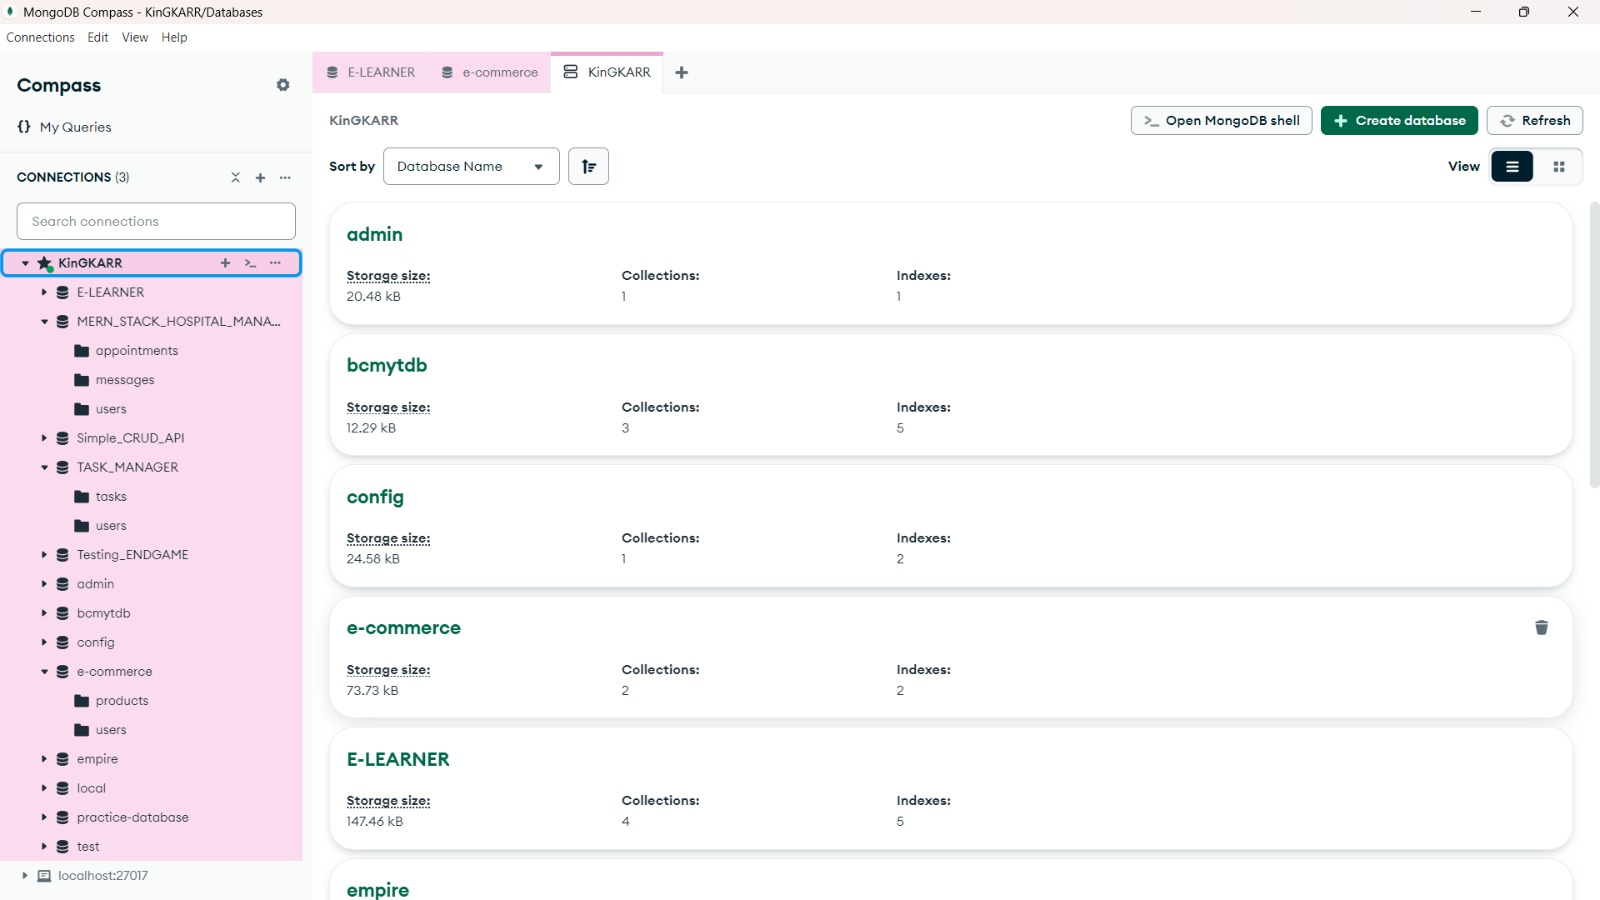 MongoDB Compass - KinGKARR/Databases
Connections Edit View Help
Compass
{} My Queries
CONNECTIONS (3)
Search connections
KinGKARR
E-LEARNER
MERN_STACK_HOSPITAL_MANA...
appointments
messages
users
Simple_CRUD_API
TASK_MANAGER
tasks
users
Testing_ENDGAME
admin
bcmytdb
config
e-commerce
products
users
empire
local
practice-database
test
localhost:27017
E-LEARNER e-commerce KinGKARR
KinGKARR
Open MongoDB shell Create database Refresh
Sort by Database Name View
admin
Storage size: Collections: Indexes:
20.48 kB 1 1
bcmytdb
Storage size: Collections: Indexes:
12.29 kB 3 5
config
Storage size: Collections: Indexes:
24.58 kB 1 2
e-commerce
Storage size: Collections: Indexes:
73.73 kB 2 2
E-LEARNER
Storage size: Collections: Indexes:
147.46 kB 4 5
empire